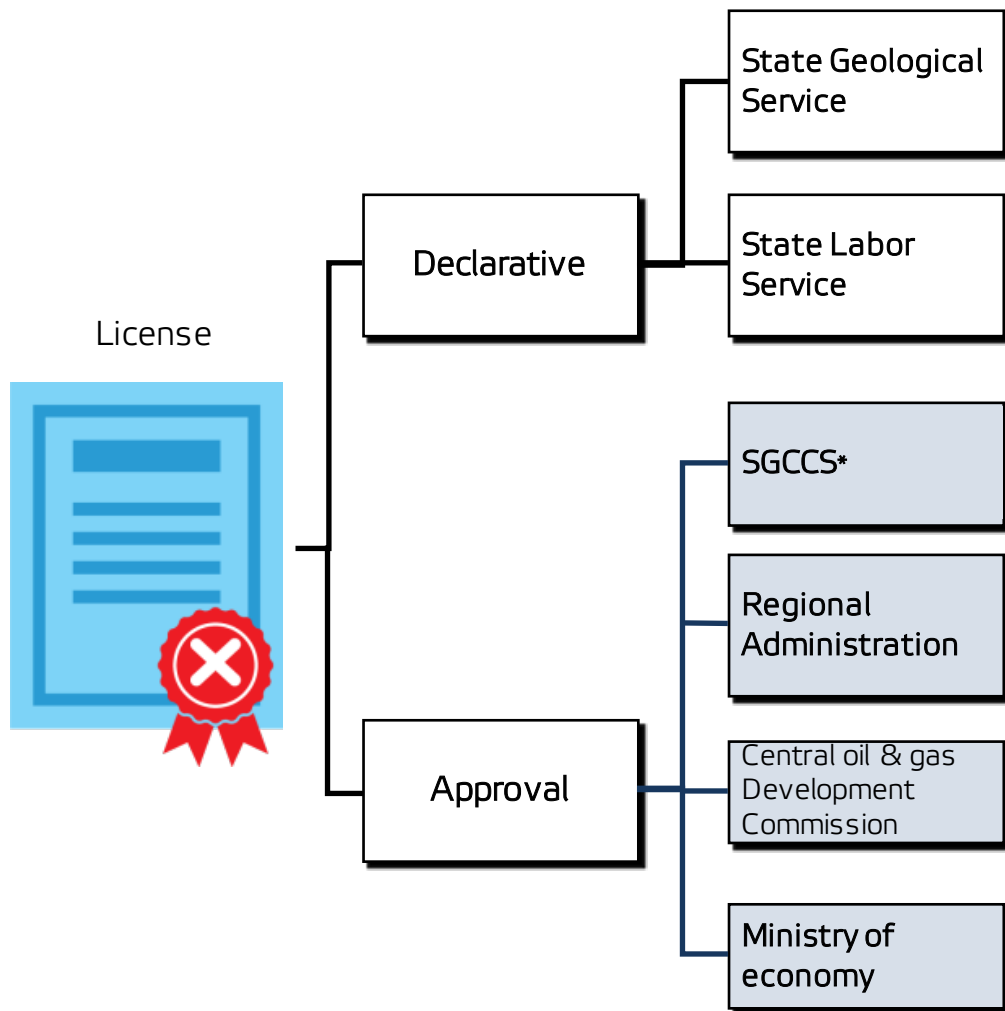 State Geological
Service
Declarative
State Labor
Service
License
SGCCS*
Regional
Administration
Approval
Central oil & gas
Development
Commission
Ministry of
economy